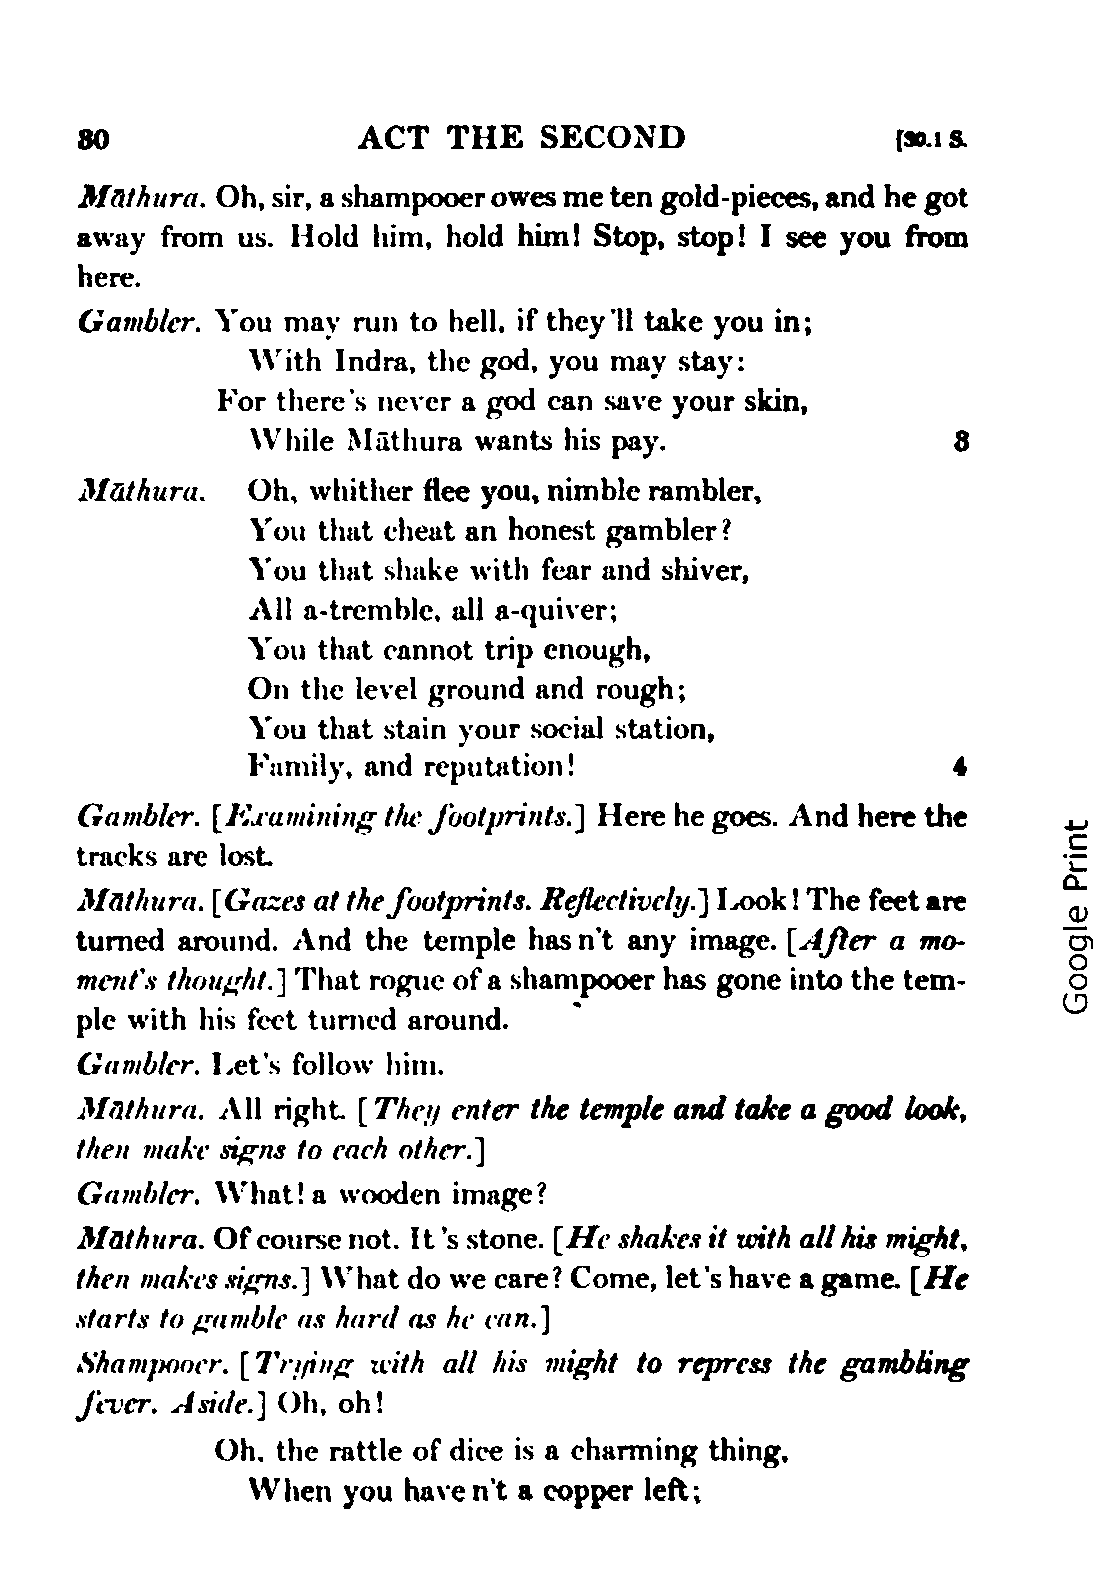 80 ACT THE SECOND [30.1 S.
Māthura. Oh, sir, a shampooer owes me ten gold-pieces, and he got
away from us. Hold him, hold him! Stop, stop! I see you from
here.
Gambler. You may run to hell, if they'll take you in;
With Indra, the god, you may stay:
For there's never a god can save your skin,
While Māthura wants his pay. 3
Māthura. Oh, whither flee you, nimble rambler,
You that cheat an honest gambler?
You that shake with fear and shiver,
All a-tremble, all a-quiver;
You that cannot trip enough,
On the level ground and rough;
You that stain your social station,
Family, and reputation! 4
Gambler. [Examining the footprints.] Here he goes. And here the
tracks are lost.
Māthura. [Gazes at the footprints. Reflectively.] Look! The feet are
turned around. And the temple has n't any image. [After a mo-
ment's thought.] That rogue of a shampooer has gone into the tem-
ple with his feet turned around.
Gambler. Let's follow him.
Māthura. All right. [They enter the temple and take a good look,
then make signs to each other.]
Gambler. What! a wooden image?
Māthura. Of course not. It 's stone. [He shakes it with all his might,
then makes signs.] What do we care? Come, let's have a game. [He
starts to gamble as hard as he can.]
Shampooer. [Trying with all his might to repress the gambling
fever. Aside.] Oh, oh!
Oh, the rattle of dice is a charming thing,
When you have n't a copper left;
Google Print